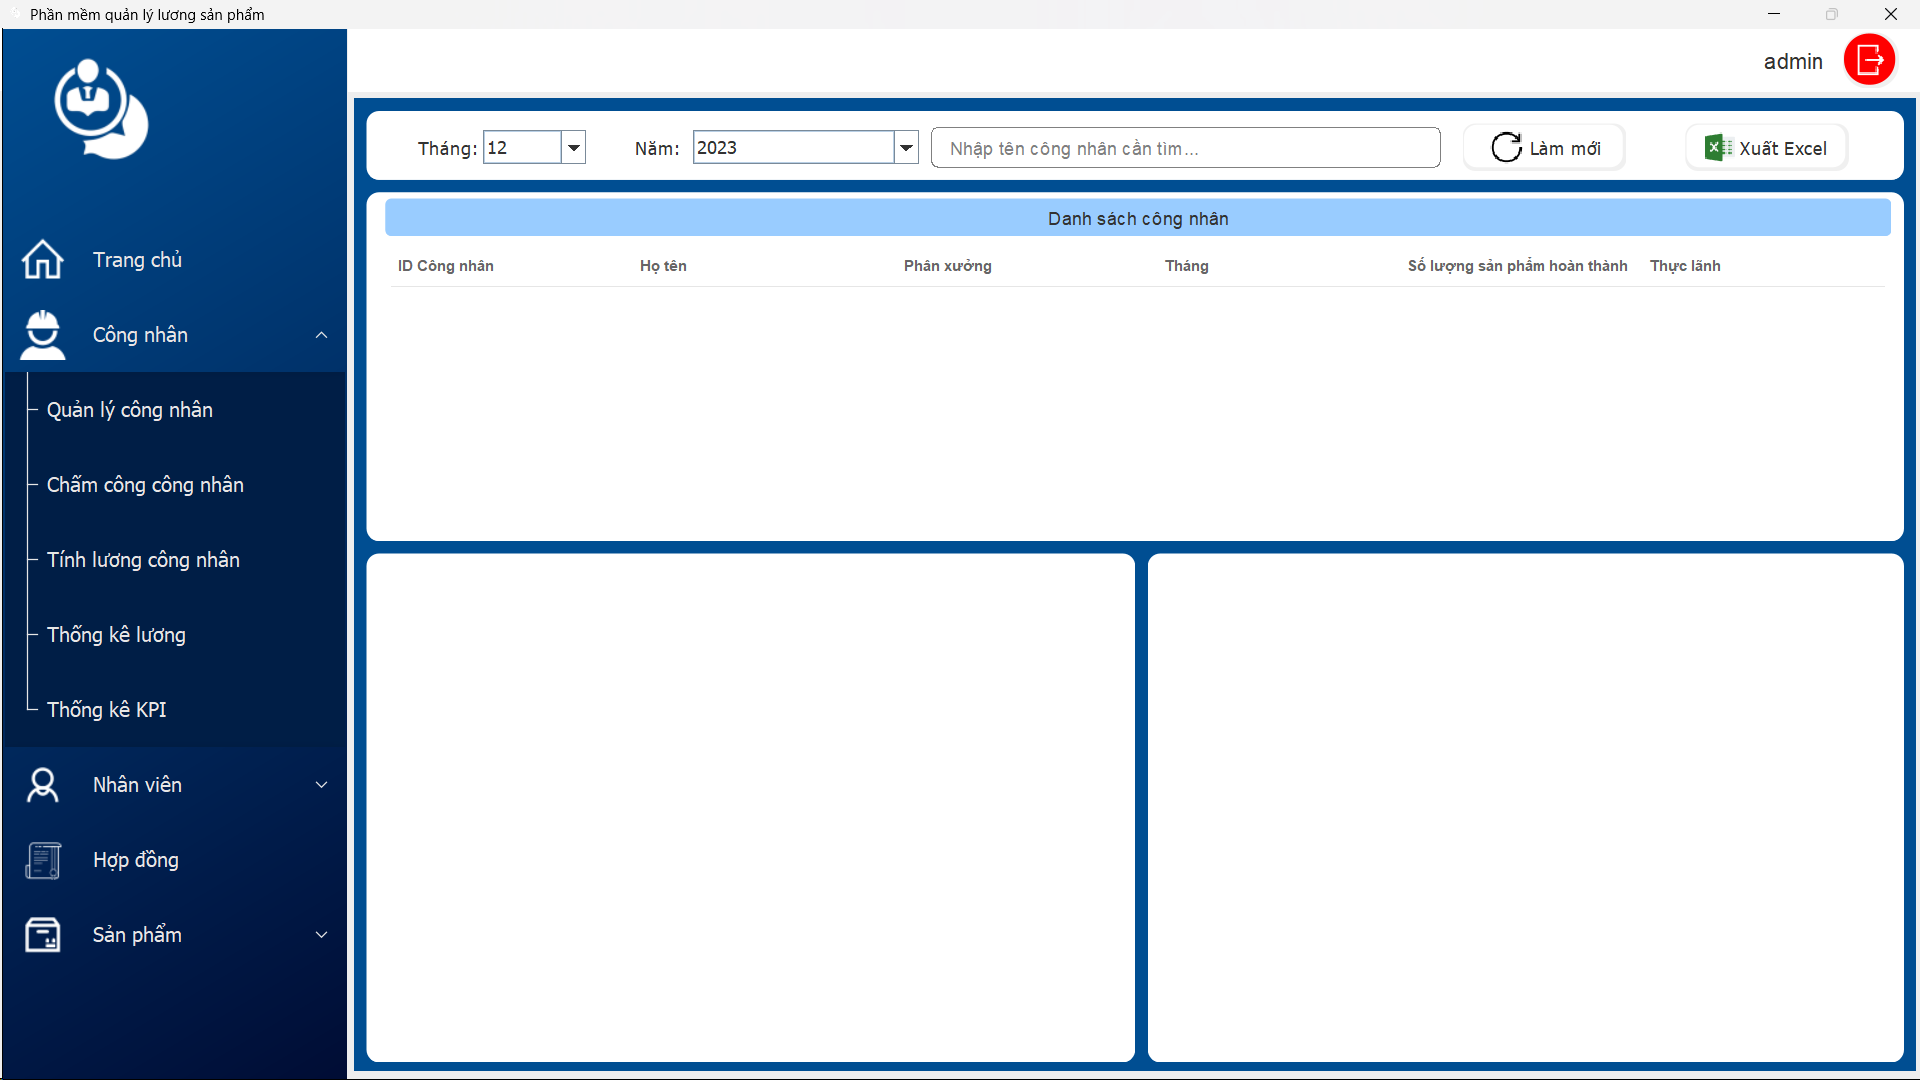 Phần mềm quản lý lương sản phẩm
admin
Tháng: 12 Năm: 2023 Nhập tên công nhân cần tìm... Làm mới Xuất Excel
Danh sách công nhân
ID Công nhân Họ tên Phân xưởng Tháng Số lượng sản phẩm hoàn thành Thực lãnh
Trang chủ
Công nhân
Quản lý công nhân
Chấm công công nhân
Tính lương công nhân
Thống kê lương
Thống kê KPI
Nhân viên
Hợp đồng
Sản phẩm